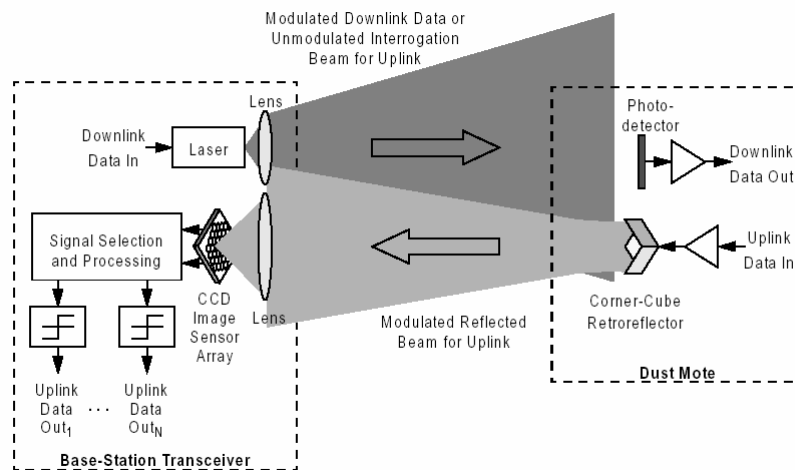 Modulated Downlink Data or
Unmodulated Interrogation
Beam for Uplink
Lens
Photo-
detector
Downlink
Data In
Laser
Downlink
Data Out
Signal Selection
and Processing
Uplink
Data In
CCD
Image
Sensor
Array
Lens
Corner-Cube
Retroreflector
Modulated Reflected
Beam for Uplink
Dust Mote
Uplink
Data
Out1
...
Uplink
Data
OutN
Base-Station Transceiver